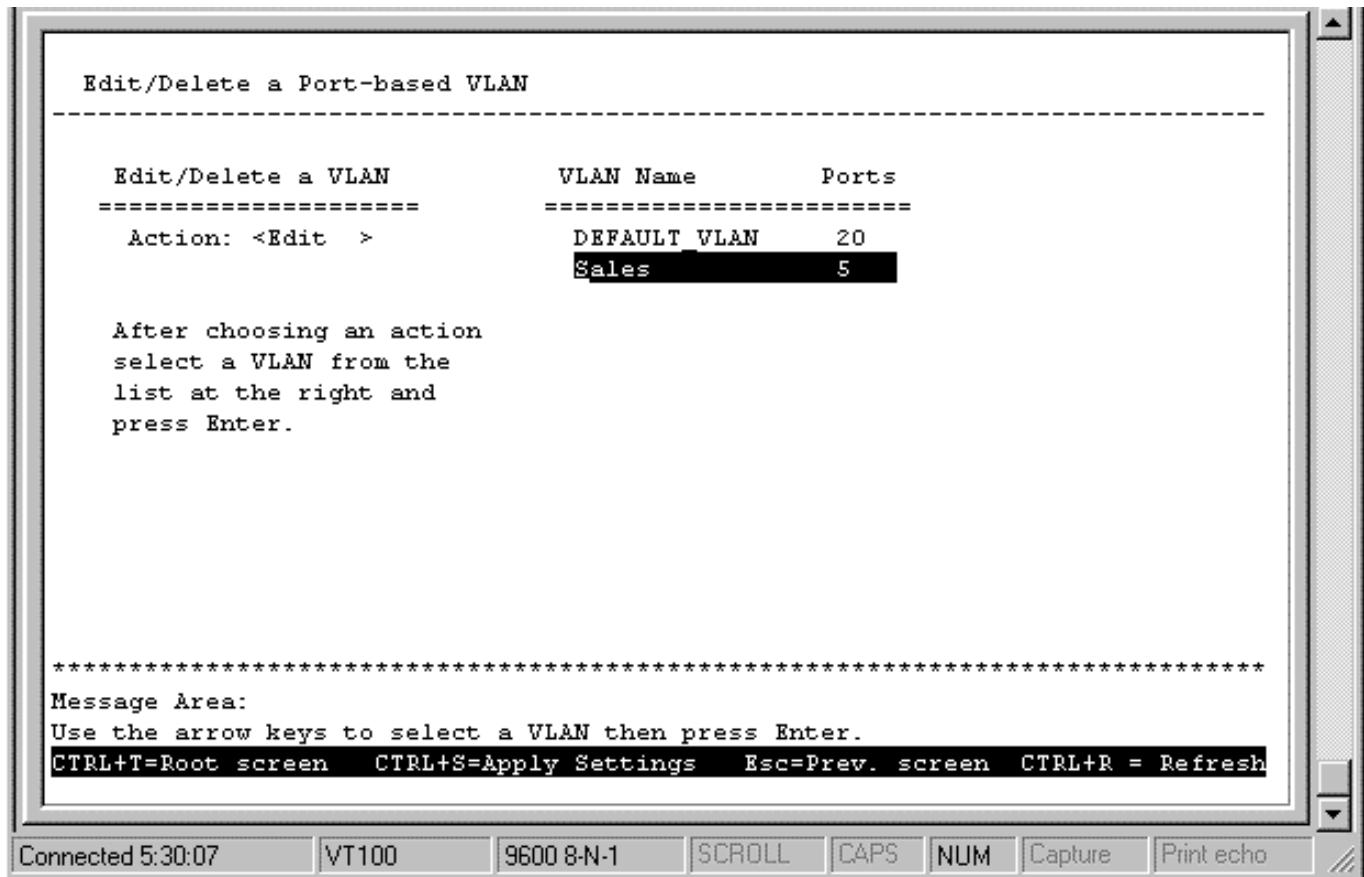 Edit/Delete a Port-based VLAN
--------------------------------------------------------------------------------
Edit/Delete a VLAN VLAN Name Ports
===================== ========================
Action: <Edit > DEFAULT_VLAN 20
Sales 5
After choosing an action
select a VLAN from the
list at the right and
press Enter.
********************************************************************************
Message Area:
Use the arrow keys to select a VLAN then press Enter.
CTRL+T=Root screen CTRL+S=Apply Settings Esc=Prev. screen CTRL+R = Refresh
Connected 5:30:07 VT100 9600 8-N-1 SCROLL CAPS NUM Capture Print echo